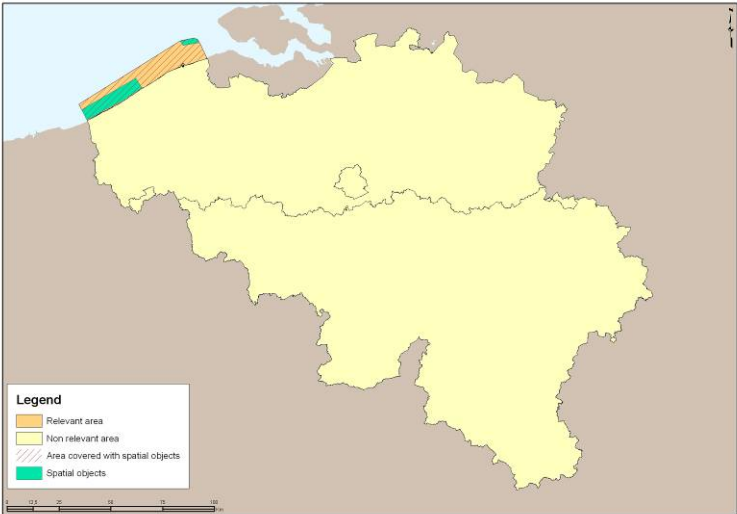 Legend
Relevant area
Non relevant area
Area covered with spatial objects
Spatial objects
0 12,5 25 50 75 100